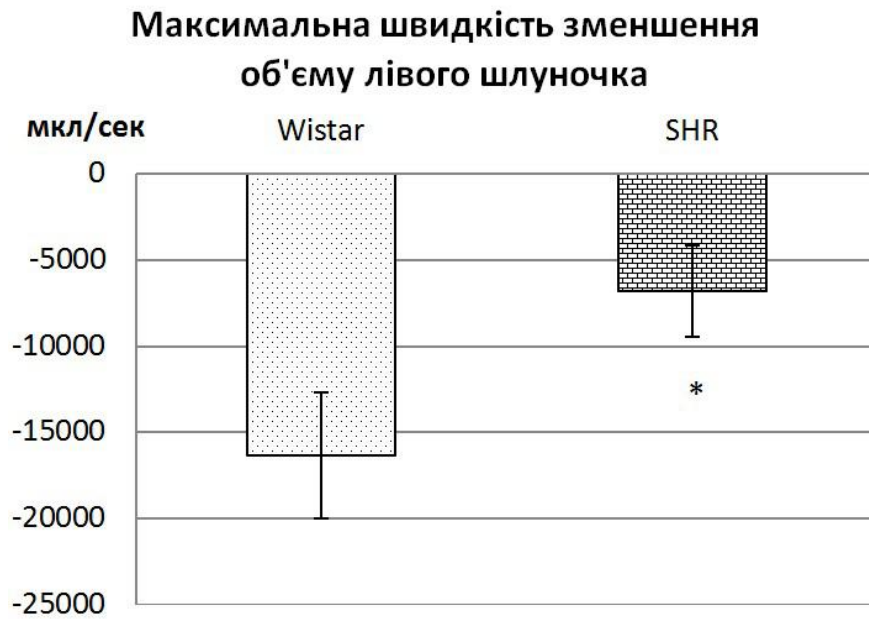 Максимальна швидкість зменшення
об'єму лівого шлуночка
мкл/сек
Wistar SHR
0
-5000
-10000
*
-15000
-20000
-25000